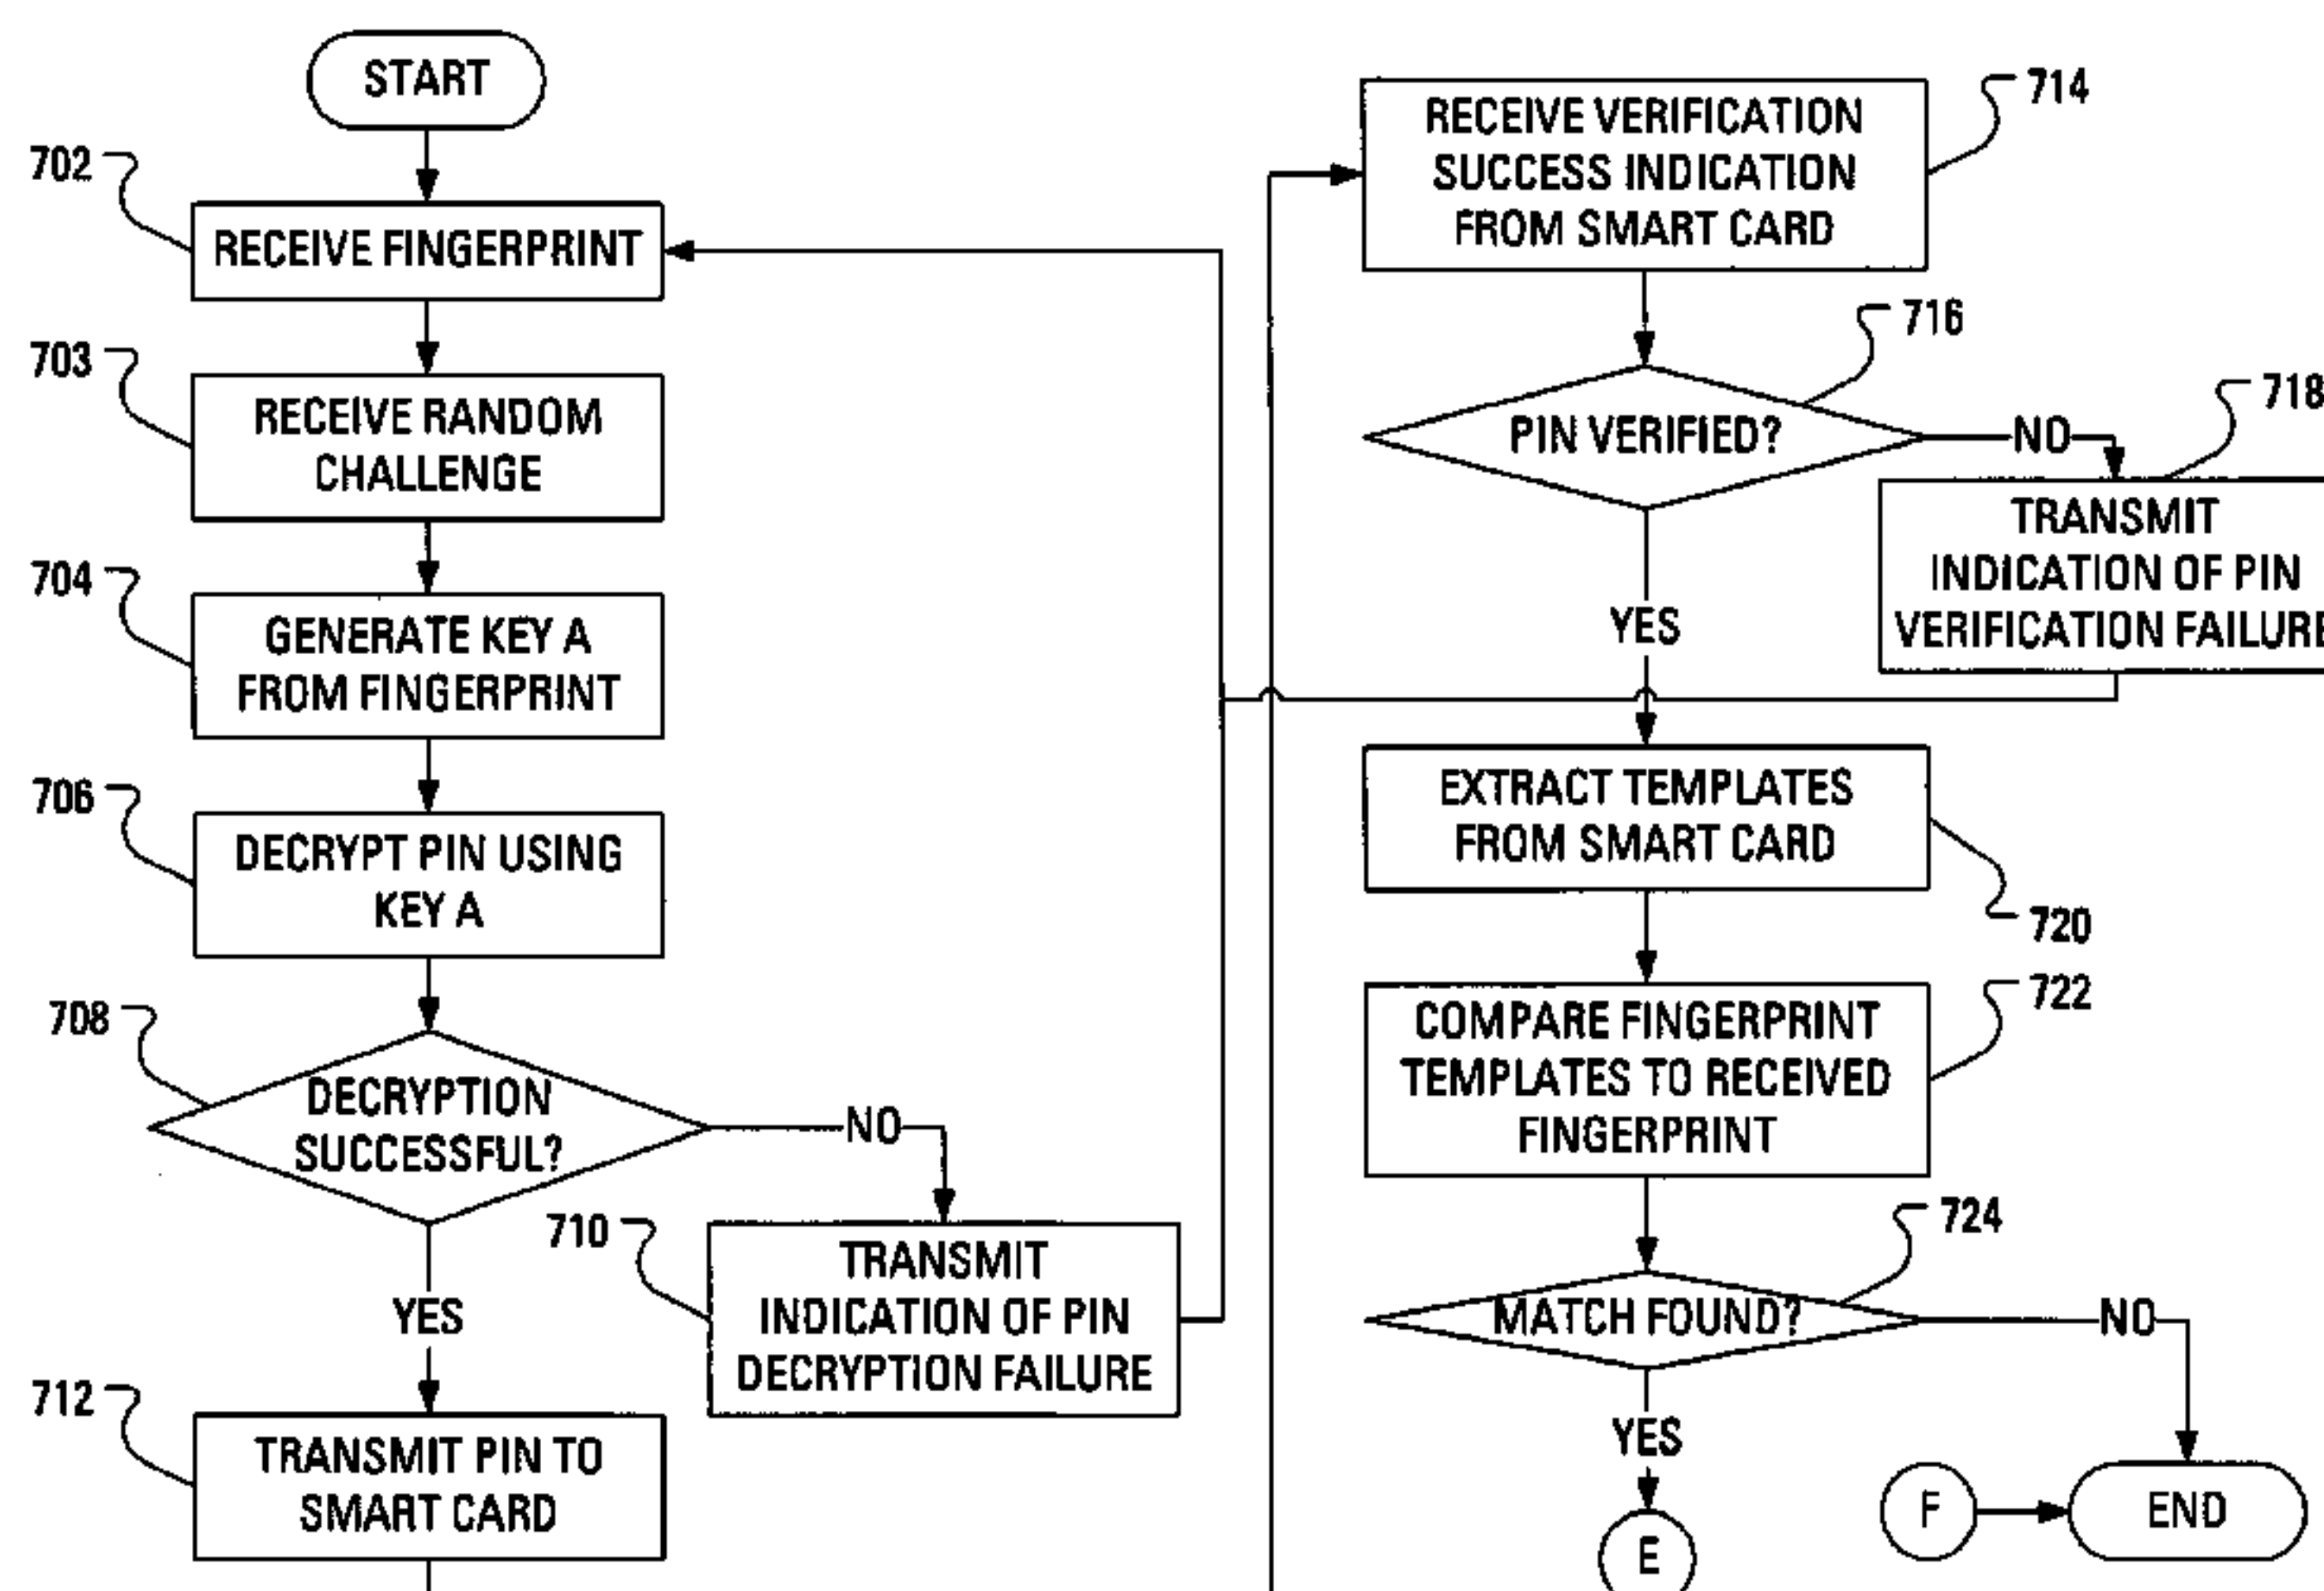 START
702
RECEIVE FINGERPRINT
703
RECEIVE RANDOM
CHALLENGE
704
GENERATE KEY A
FROM FINGERPRINT
706
DECRYPT PIN USING
KEY A
708
DECRYPTION
SUCCESSFUL?
NO
710
TRANSMIT
INDICATION OF PIN
DECRYPTION FAILURE
YES
712
TRANSMIT PIN TO
SMART CARD
714
RECEIVE VERIFICATION
SUCCESS INDICATION
FROM SMART CARD
716
PIN VERIFIED?
NO
718
TRANSMIT
INDICATION OF PIN
VERIFICATION FAILURE
YES
EXTRACT TEMPLATES
FROM SMART CARD
720
722
COMPARE FINGERPRINT
TEMPLATES TO RECEIVED
FINGERPRINT
724
MATCH FOUND?
NO
YES
E
F
END